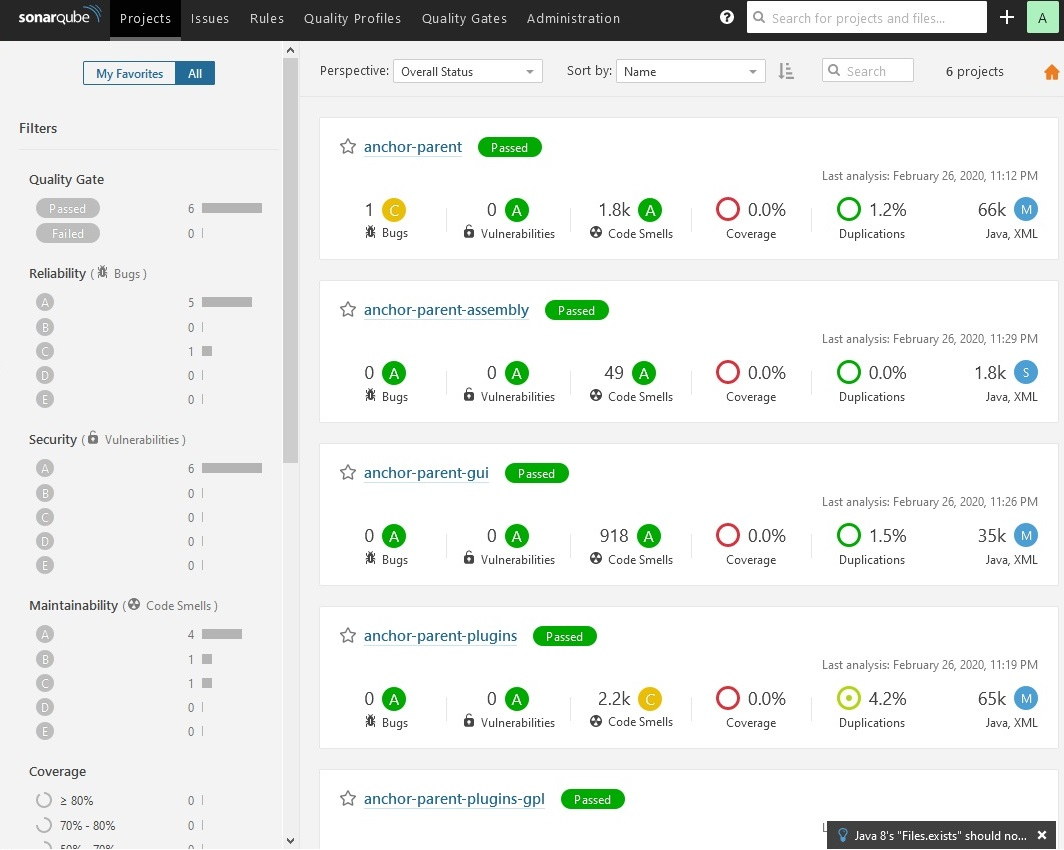 sonarqube Projects Issues Rules Quality Profiles Quality Gates Administration ? Search for projects and files... + A
My Favorites All
Filters
Quality Gate
Passed 6
Failed 0
Reliability ( Bugs )
A 5
B 0
C 1
D 0
E 0
Security ( Vulnerabilities )
A 6
B 0
C 0
D 0
E 0
Maintainability ( Code Smells )
A 4
B 1
C 1
D 0
E 0
Coverage
≥ 80% 0
70% - 80% 0
Perspective: Overall Status Sort by: Name Search 6 projects
anchor-parent Passed
Last analysis: February 26, 2020, 11:12 PM
1 C 0 A 1.8k A 0.0% 1.2% 66k M
Bugs Vulnerabilities Code Smells Coverage Duplications Java, XML
anchor-parent-assembly Passed
Last analysis: February 26, 2020, 11:29 PM
0 A 0 A 49 A 0.0% 0.0% 1.8k S
Bugs Vulnerabilities Code Smells Coverage Duplications Java, XML
anchor-parent-gui Passed
Last analysis: February 26, 2020, 11:26 PM
0 A 0 A 918 A 0.0% 1.5% 35k M
Bugs Vulnerabilities Code Smells Coverage Duplications Java, XML
anchor-parent-plugins Passed
Last analysis: February 26, 2020, 11:19 PM
0 A 0 A 2.2k C 0.0% 4.2% 65k M
Bugs Vulnerabilities Code Smells Coverage Duplications Java, XML
anchor-parent-plugins-gpl Passed
Java 8's "Files.exists" should no...